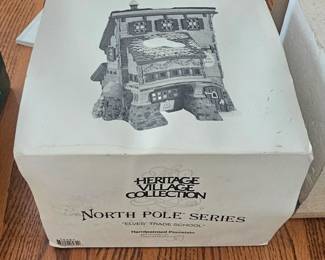 HERITAGE
VILLAGE
COLLECTION
NORTH POLE SERIES
"ELVES' TRADE SCHOOL"
Handpainted Porcelain